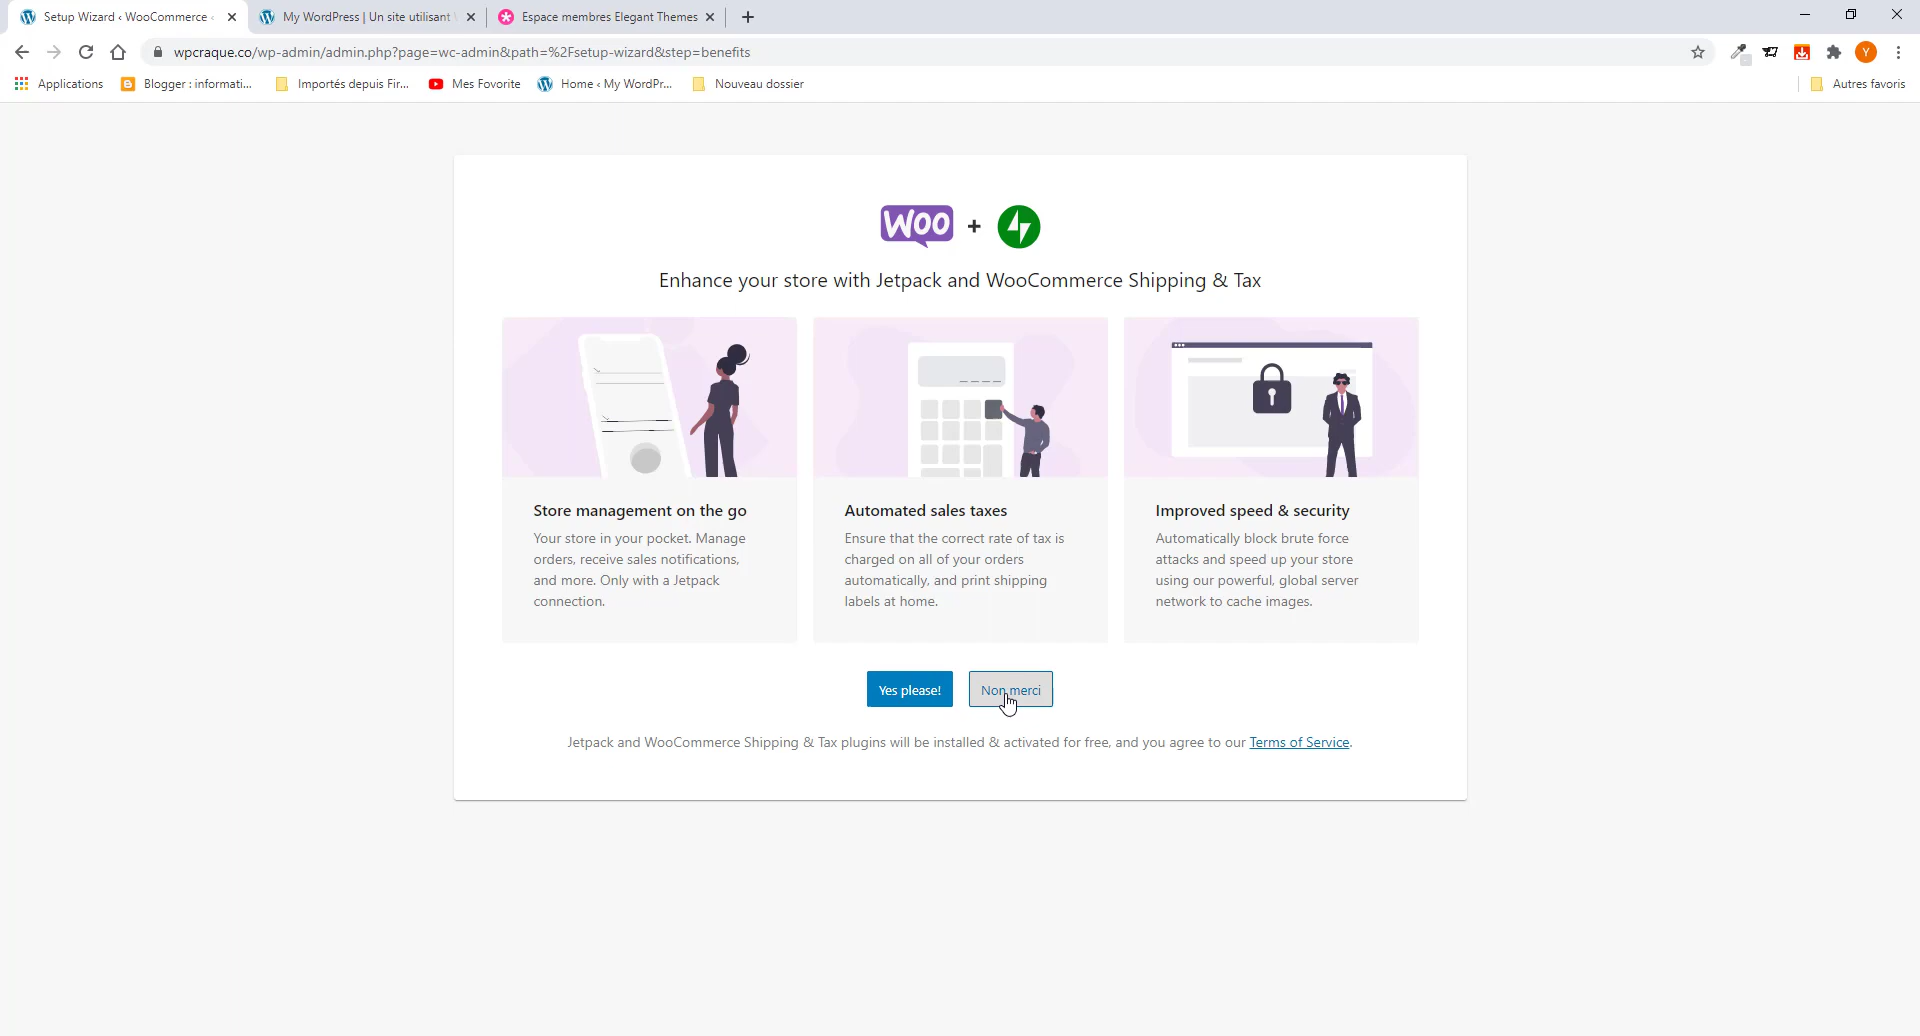 Setup Wizard ‹ WooCommerce ‹
My WordPress | Un site utilisant
Espace membres Elegant Themes
wpcraque.co/wp-admin/admin.php?page=wc-admin&path=%2Fsetup-wizard&step=benefits
Y
Applications
Blogger : informati...
Importés depuis Fir...
Mes Fovorite
Home ‹ My WordPr...
Nouveau dossier
Autres favoris
WOO +
Enhance your store with Jetpack and WooCommerce Shipping & Tax
Store management on the go
Your store in your pocket. Manage
orders, receive sales notifications,
and more. Only with a Jetpack
connection.
Automated sales taxes
Ensure that the correct rate of tax is
charged on all of your orders
automatically, and print shipping
labels at home.
Improved speed & security
Automatically block brute force
attacks and speed up your store
using our powerful, global server
network to cache images.
Yes please!
Non merci
Jetpack and WooCommerce Shipping & Tax plugins will be installed & activated for free, and you agree to our Terms of Service.